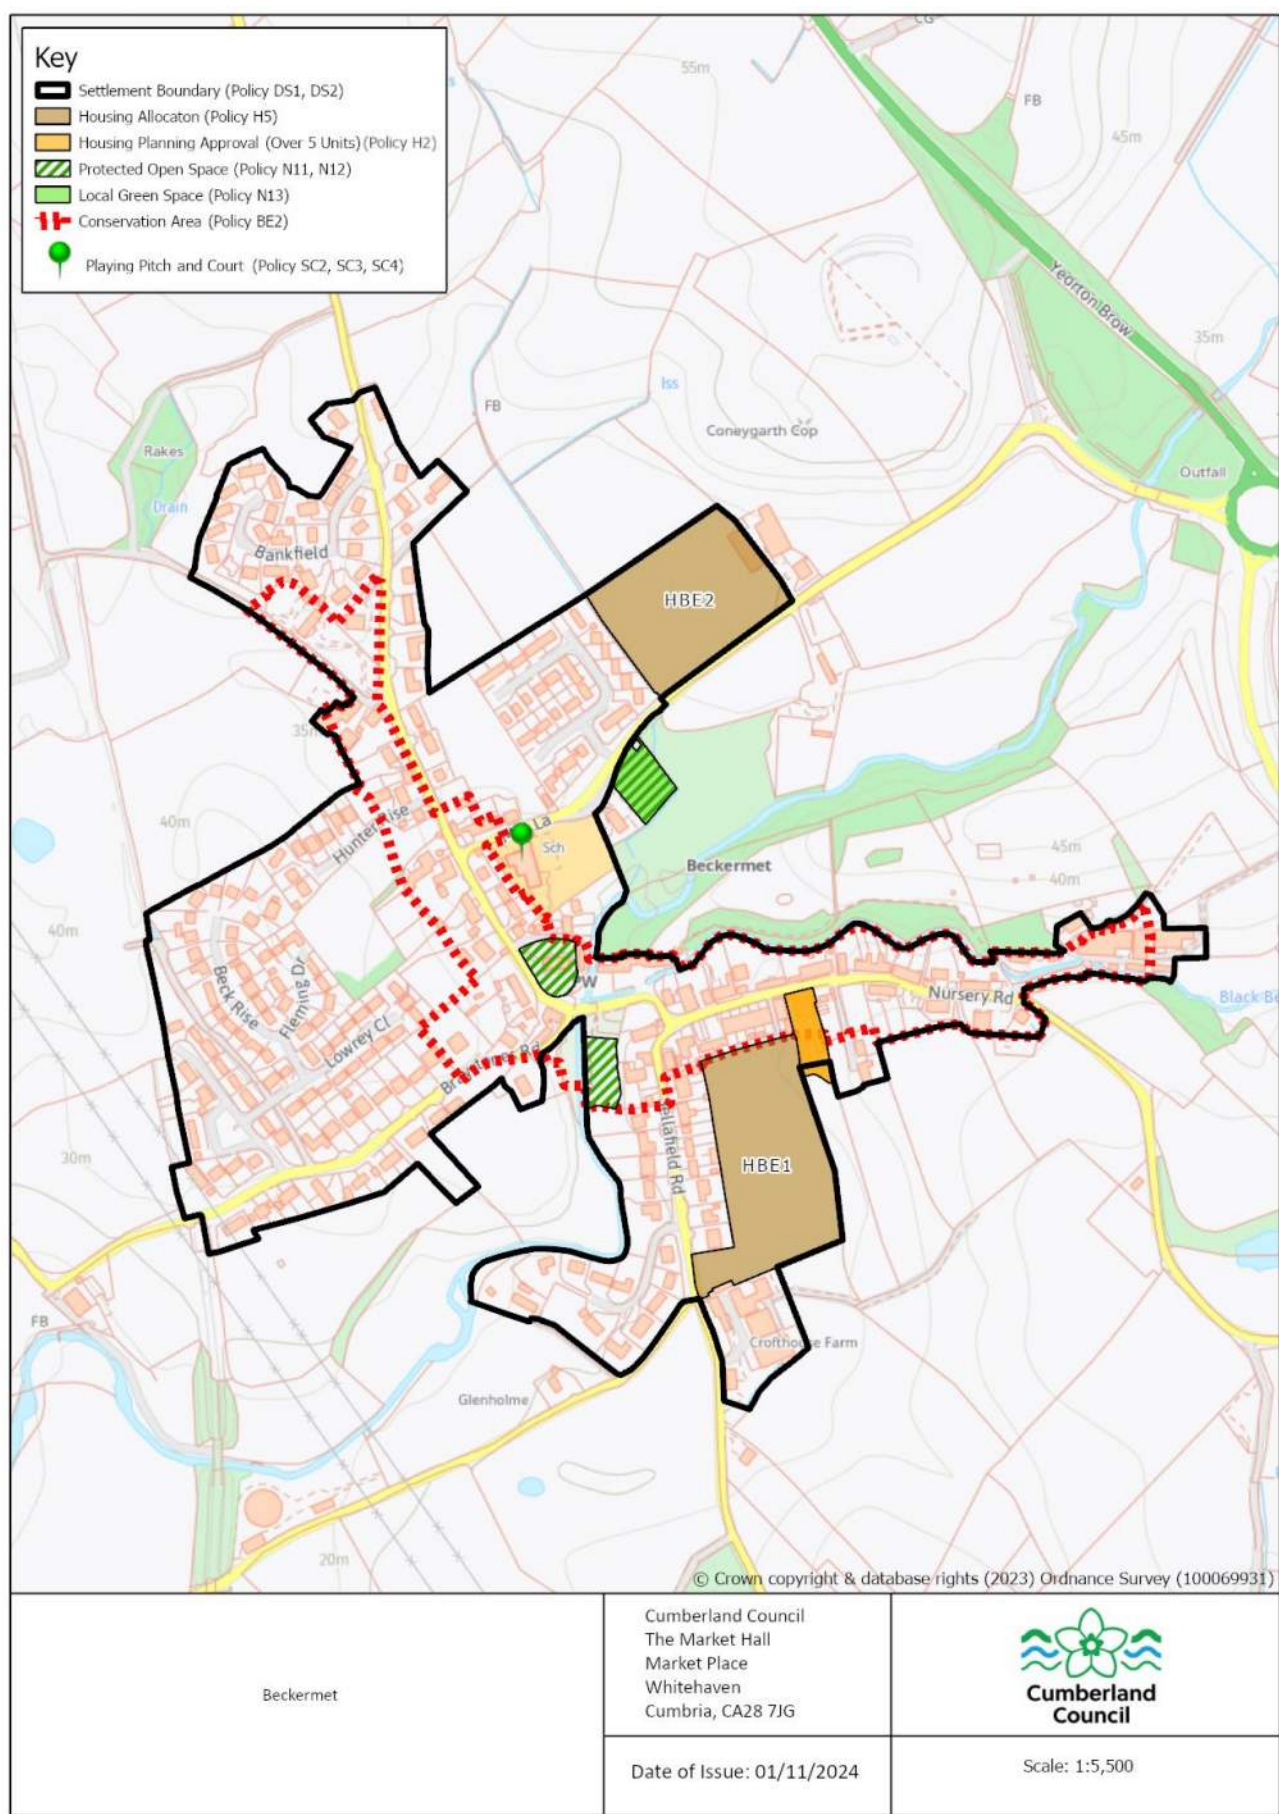 Key
Settlement Boundary (Policy DS1, DS2)
Housing Allocaton (Policy H5)
Housing Planning Approval (Over 5 Units) (Policy H2)
Protected Open Space (Policy N11, N12)
Local Green Space (Policy N13)
Conservation Area (Policy BE2)
Playing Pitch and Court (Policy SC2, SC3, SC4)
55m
FB
45m
Yeorton Brow
35m
Iss
FB
Coneygarth Cop
Rakes
Outfall
Drain
Bankfield
HBE2
35m
40m
Hunter Rise
La
Sch
Beckermet
45m
40m
40m
Beck Rise
Fleming Dr
Lowrey Cl
Nursery Rd
30m
HBE1
FB
Crofthouse Farm
Glenholme
20m
© Crown copyright & database rights (2023) Ordnance Survey (100069931)
Beckermet
Cumberland Council
The Market Hall
Market Place
Whitehaven
Cumbria, CA28 7JG
Cumberland
Council
Date of Issue: 01/11/2024
Scale: 1:5,500